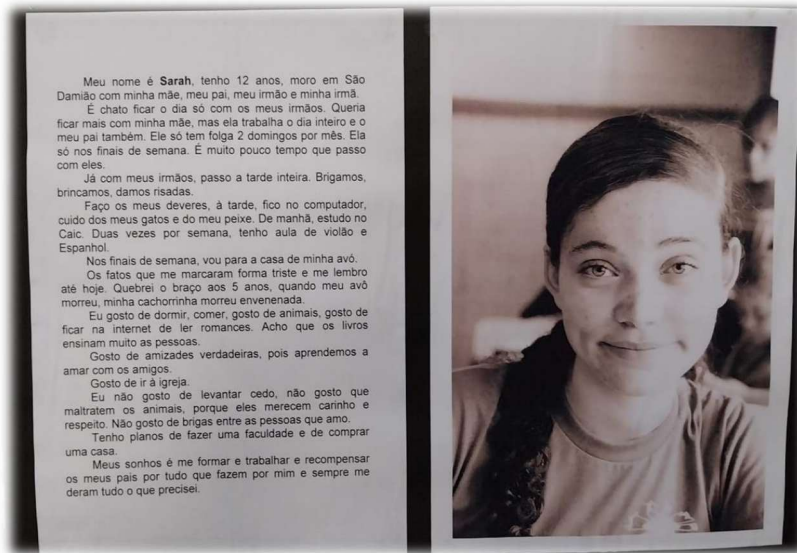 Meu nome é Sarah, tenho 12 anos, moro em São
Damião com minha mãe, meu pai, meu irmão e minha irmã.
É chato ficar o dia só com os meus irmãos. Queria
ficar mais com minha mãe, mas ela trabalha o dia inteiro e o
meu pai também. Ele só tem folga 2 domingos por mês. Ela
só nos finais de semana. É muito pouco tempo que passo
com eles.
Já com meus irmãos, passo a tarde inteira. Brigamos,
brincamos, damos risadas.
Faço os meus deveres, à tarde, fico no computador,
cuido dos meus gatos e do meu peixe. De manhã, estudo no
Caic. Duas vezes por semana, tenho aula de violão e
Espanhol.
Nos finais de semana, vou para a casa de minha avó.
Os fatos que me marcaram forma triste e me lembro
até hoje. Quebrei o braço aos 5 anos, quando meu avô
morreu, minha cachorrinha morreu envenenada.
Eu gosto de dormir, comer, gosto de animais, gosto de
ficar na internet de ler romances. Acho que os livros
ensinam muito as pessoas.
Gosto de amizades verdadeiras, pois aprendemos a
amar com os amigos.
Gosto de ir à igreja.
Eu não gosto de levantar cedo, não gosto que
maltratem os animais, porque eles merecem carinho e
respeito. Não gosto de brigas entre as pessoas que amo.
Tenho planos de fazer uma faculdade e de comprar
uma casa.
Meus sonhos é me formar e trabalhar e recompensar
os meus pais por tudo que fazem por mim e sempre me
deram tudo o que precisei.